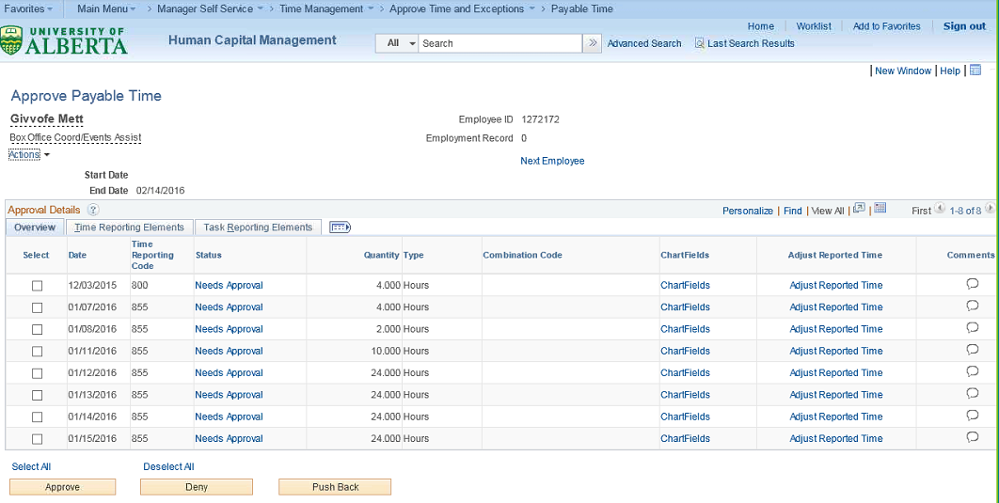 Favorites Main Menu > Manager Self Service > Time Management > Approve Time and Exceptions > Payable Time
UNIVERSITY OF
ALBERTA
Human Capital Management
All Search >> Advanced Search Last Search Results
Home Worklist Add to Favorites Sign out
| New Window | Help |
Approve Payable Time
Givvofe Mett Employee ID 1272172
Box Office Coord/Events Assist Employment Record 0
Actions
Next Employee
Start Date
End Date 02/14/2016
Approval Details ? Personalize | Find | View All | | First 1-8 of 8
Overview Time Reporting Elements Task Reporting Elements
Select Date Time Reporting Code Status Quantity Type Combination Code ChartFields Adjust Reported Time Comments
12/03/2015 800 Needs Approval 4.000 Hours ChartFields Adjust Reported Time
01/07/2016 855 Needs Approval 4.000 Hours ChartFields Adjust Reported Time
01/08/2016 855 Needs Approval 2.000 Hours ChartFields Adjust Reported Time
01/11/2016 855 Needs Approval 10.000 Hours ChartFields Adjust Reported Time
01/12/2016 855 Needs Approval 24.000 Hours ChartFields Adjust Reported Time
01/13/2016 855 Needs Approval 24.000 Hours ChartFields Adjust Reported Time
01/14/2016 855 Needs Approval 24.000 Hours ChartFields Adjust Reported Time
01/15/2016 855 Needs Approval 24.000 Hours ChartFields Adjust Reported Time
Select All Deselect All
Approve Deny Push Back